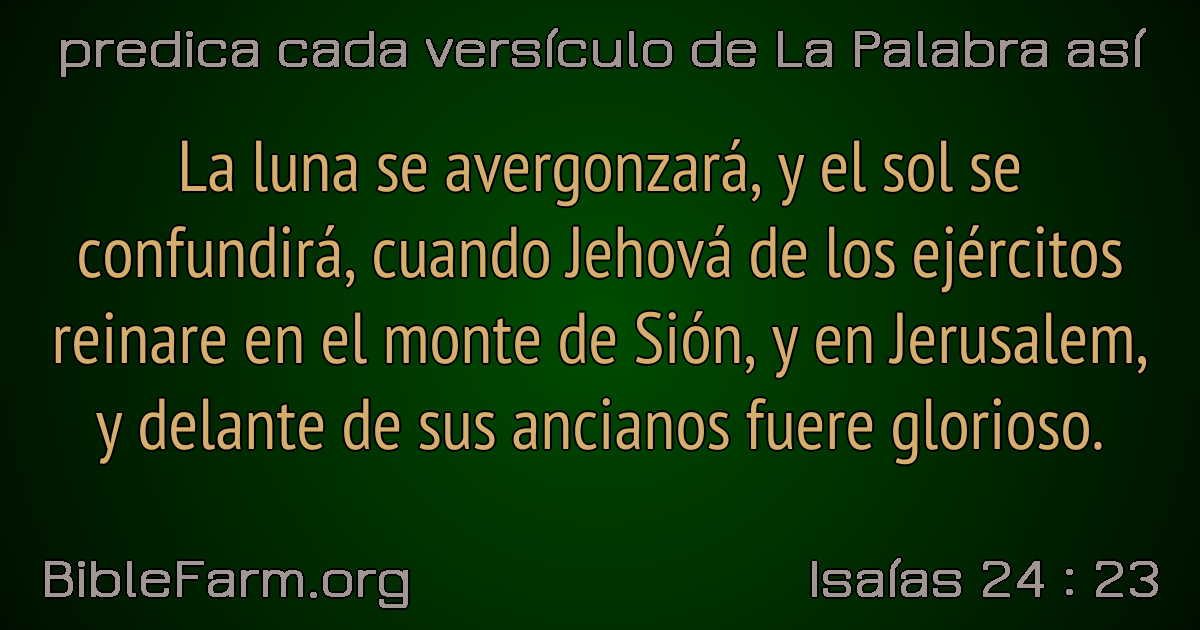 predica cada versículo de La Palabra así
La luna se avergonzará, y el sol se
confundirá, cuando Jehová de los ejércitos
reinare en el monte de Sión, y en Jerusalem,
y delante de sus ancianos fuere glorioso.
BibleFarm.org
Isaías 24 : 23